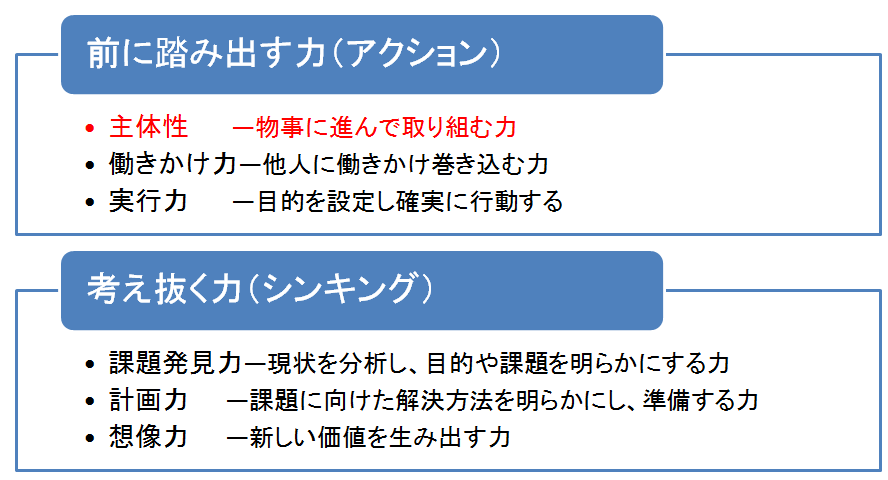 前に踏み出す力(アクション)
• 主体性 ―物事に進んで取り組む力
• 働きかけ力―他人に働きかけ巻き込む力
• 実行力 ―目的を設定し確実に行動する
考え抜く力(シンキング)
• 課題発見力―現状を分析し、目的や課題を明らかにする力
• 計画力 ―課題に向けた解決方法を明らかにし、準備する力
• 想像力 ―新しい価値を生み出す力